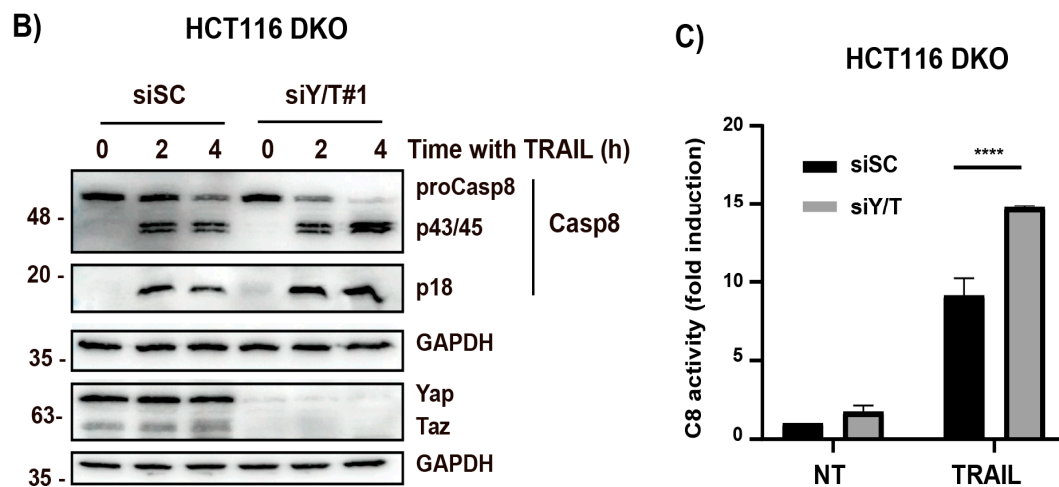 B)
HCT116 DKO
siSC siY/T#1
0 2 4 0 2 4 Time with TRAIL (h)
proCasp8
48 -
p43/45
Casp8
20 -
p18
GAPDH
35 -
Yap
63-
Taz
GAPDH
35 -
C)
HCT116 DKO
C8 activity (fold induction)
20
15
10
5
0
siSC
siY/T
****
NT TRAIL